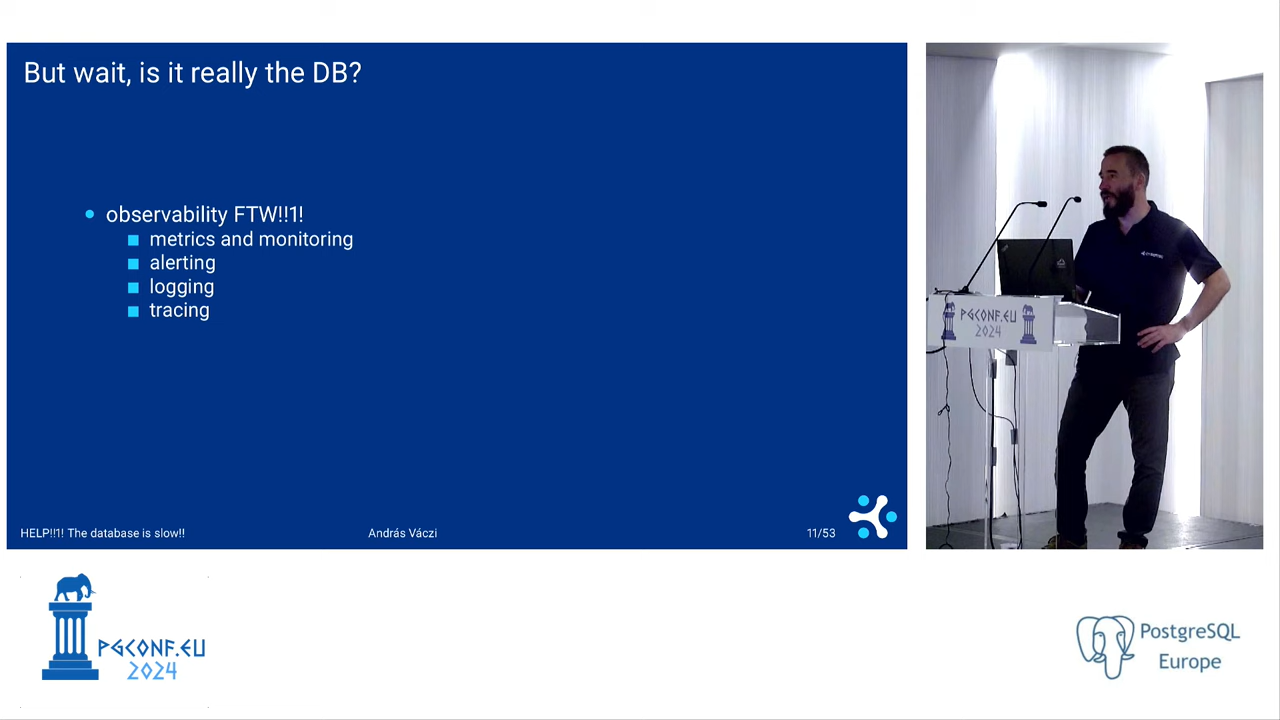 But wait, is it really the DB?
observability FTW!!1!
metrics and monitoring
alerting
logging
tracing
HELP!!1! The database is slow!!
András Váczi
11/53
PGCONF.EU
2024
PGCONF.EU
2024
PostgreSQL
Europe